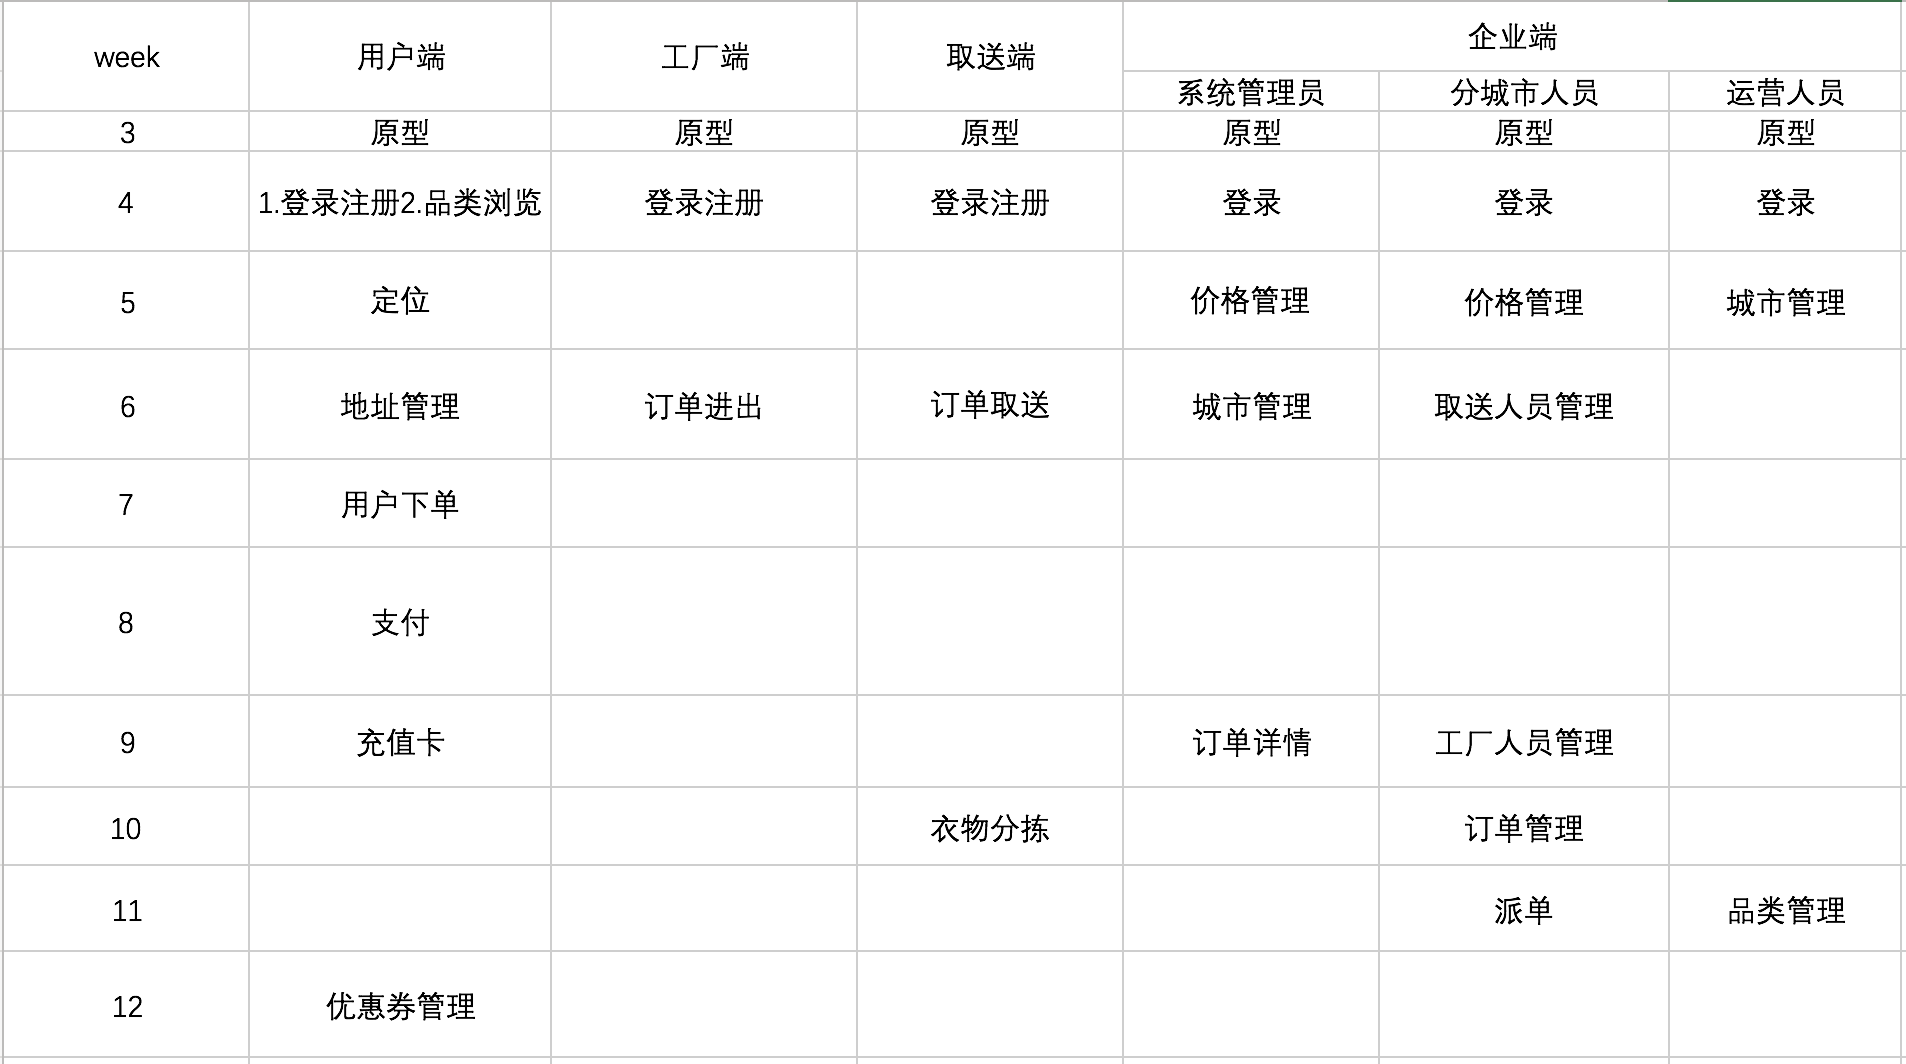 week 用户端 工厂端 取送端 企业端
系统管理员 分城市人员 运营人员
3 原型 原型 原型 原型 原型 原型
4 1.登录注册2.品类浏览 登录注册 登录注册 登录 登录 登录
5 定位 价格管理 价格管理 城市管理
6 地址管理 订单进出 订单取送 城市管理 取送人员管理
7 用户下单
8 支付
9 充值卡 订单详情 工厂人员管理
10 衣物分拣 订单管理
11 派单 品类管理
12 优惠券管理